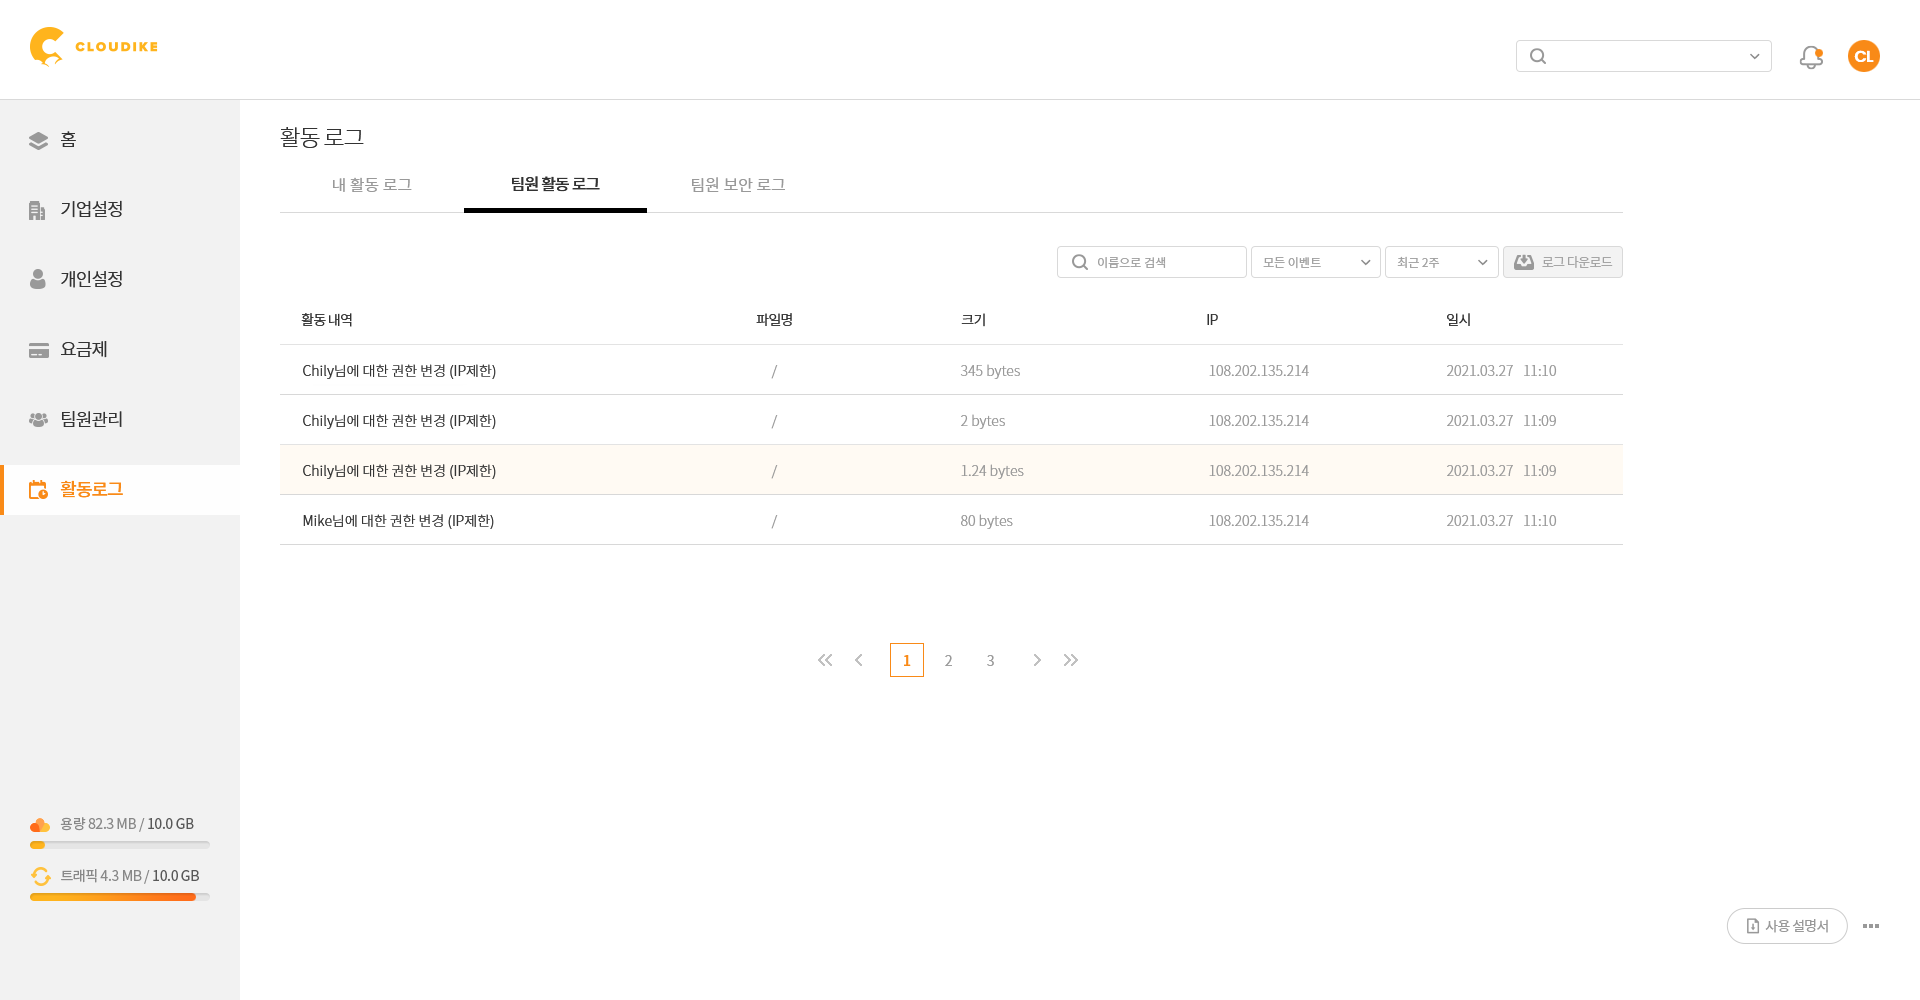 CLOUDIKE
CL
홈
기업설정
개인설정
요금제
팀원관리
활동로그
용량 82.3 MB / 10.0 GB
트래픽 4.3 MB / 10.0 GB
활동 로그
내 활동 로그 팀원 활동 로그 팀원 보안 로그
이름으로 검색 모든 이벤트 최근 2주 로그 다운로드
활동 내역 파일명 크기 IP 일시
Chily님에 대한 권한 변경 (IP제한) / 345 bytes 108.202.135.214 2021.03.27 11:10
Chily님에 대한 권한 변경 (IP제한) / 2 bytes 108.202.135.214 2021.03.27 11:09
Chily님에 대한 권한 변경 (IP제한) / 1.24 bytes 108.202.135.214 2021.03.27 11:09
Mike님에 대한 권한 변경 (IP제한) / 80 bytes 108.202.135.214 2021.03.27 11:10
1 2 3
사용 설명서